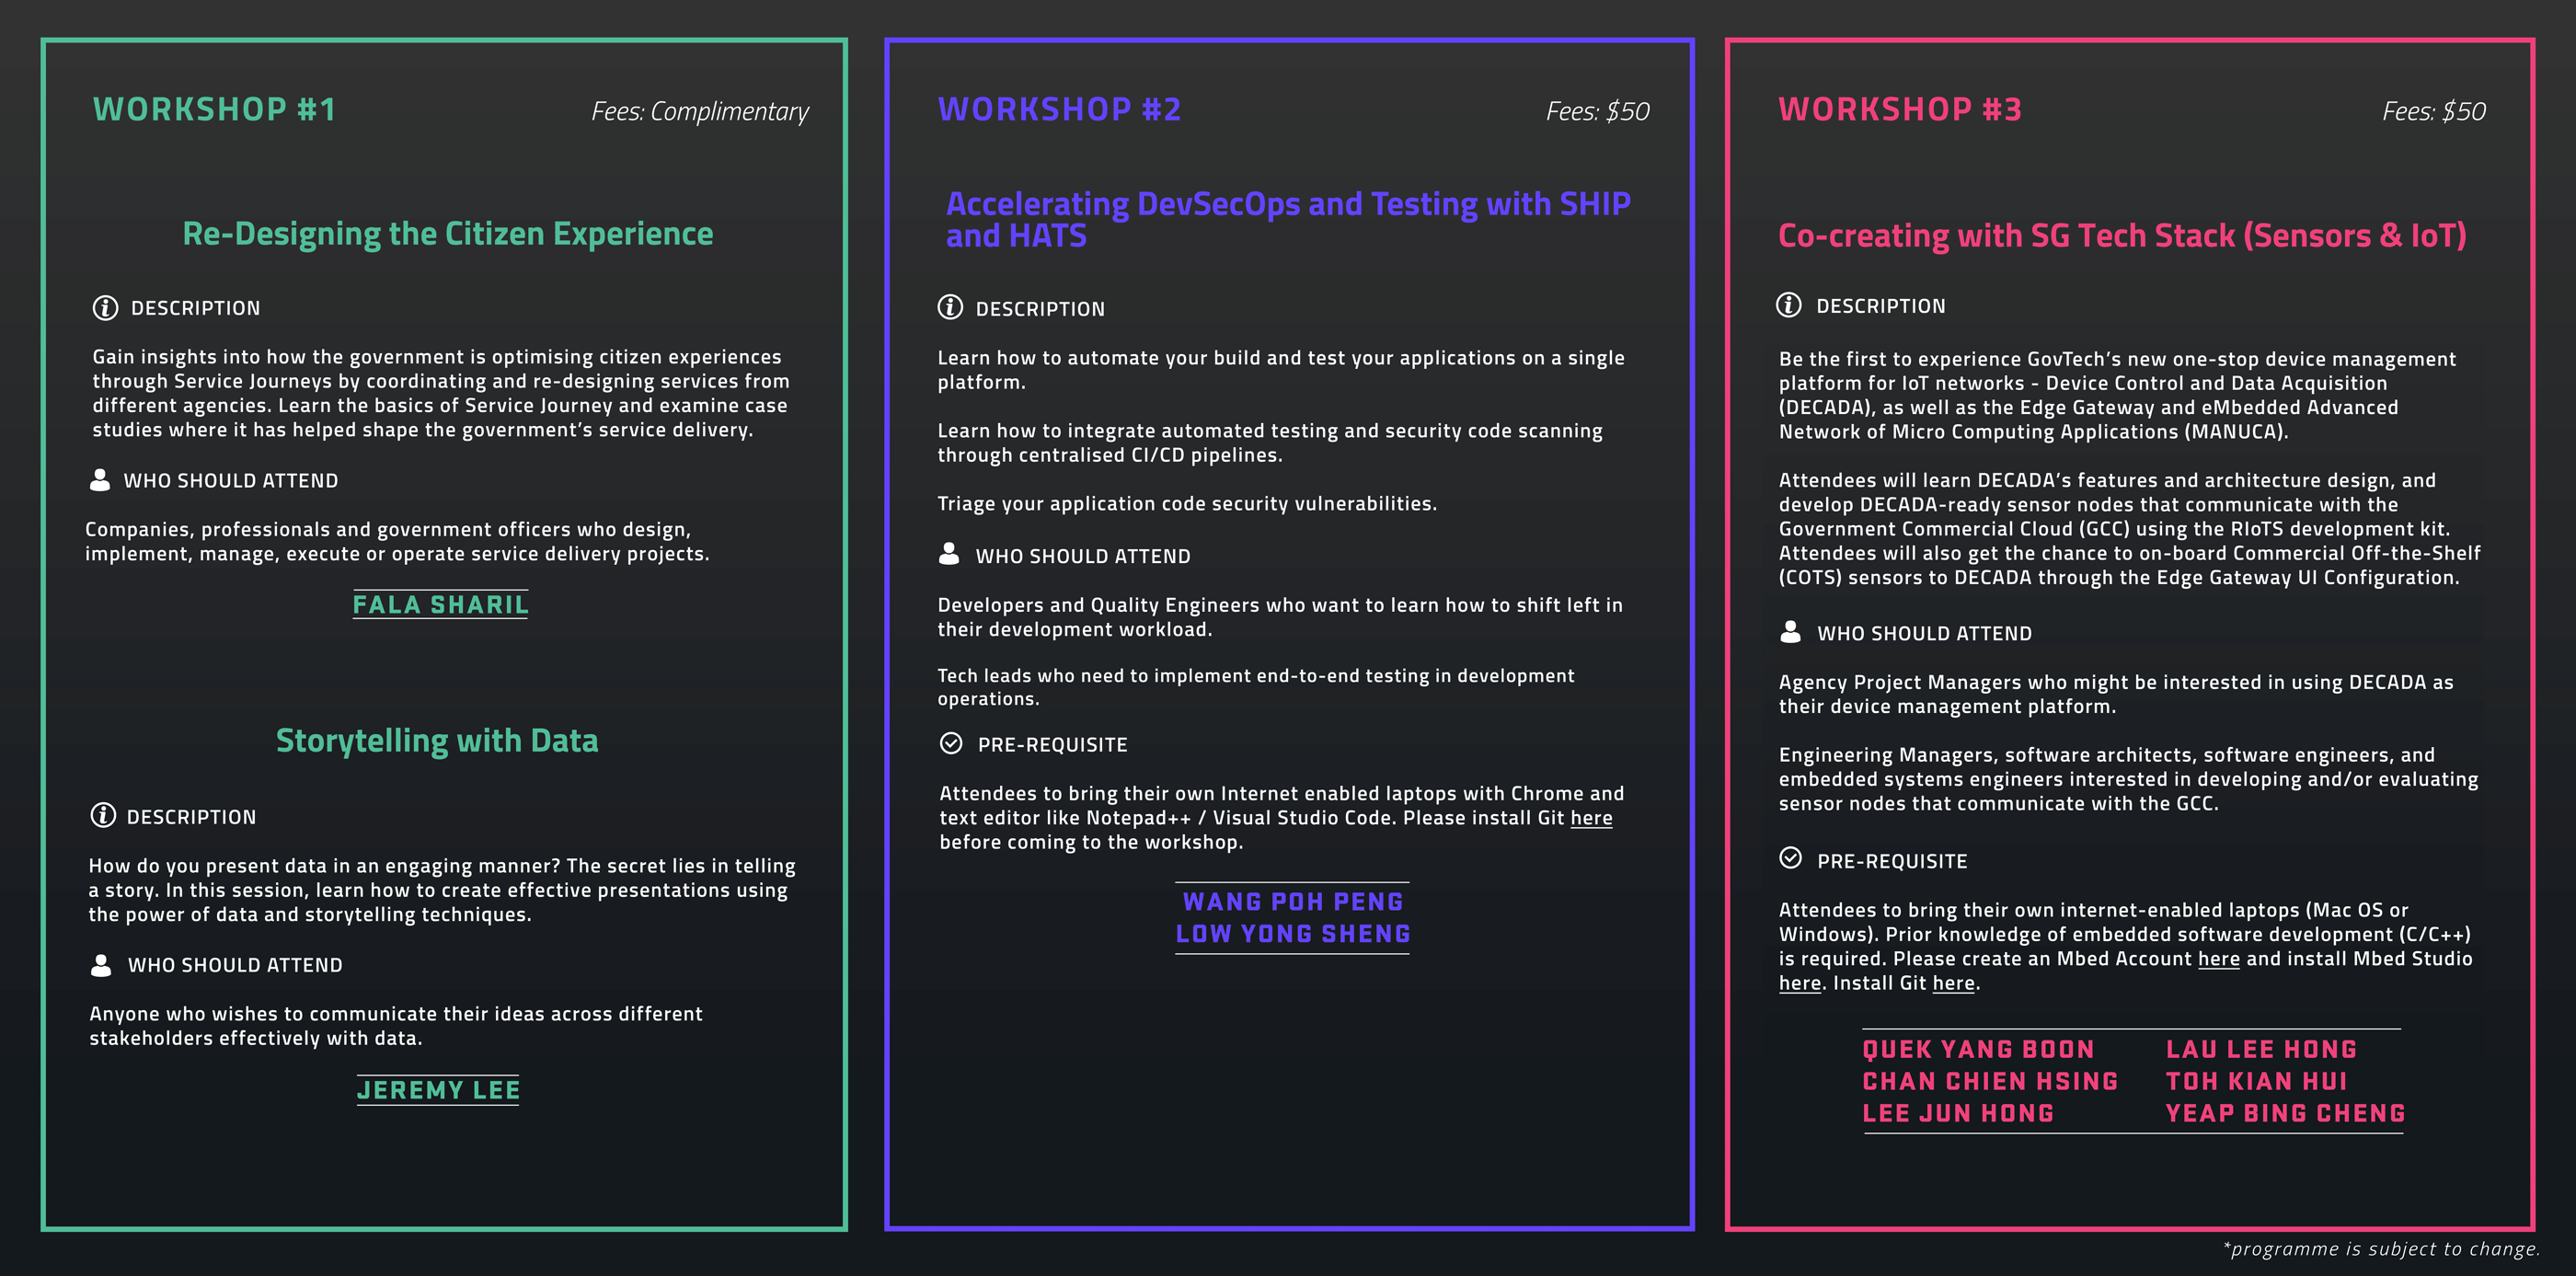 WORKSHOP #1
Fees: Complimentary
Re-Designing the Citizen Experience
DESCRIPTION
Gain insights into how the government is optimising citizen experiences
through Service Journeys by coordinating and re-designing services from
different agencies. Learn the basics of Service Journey and examine case
studies where it has helped shape the government’s service delivery.
WHO SHOULD ATTEND
Companies, professionals and government officers who design,
implement, manage, execute or operate service delivery projects.
FALA SHARIL
Storytelling with Data
DESCRIPTION
How do you present data in an engaging manner? The secret lies in telling
a story. In this session, learn how to create effective presentations using
the power of data and storytelling techniques.
WHO SHOULD ATTEND
Anyone who wishes to communicate their ideas across different
stakeholders effectively with data.
JEREMY LEE
WORKSHOP #2
Fees: $50
Accelerating DevSecOps and Testing with SHIP
and HATS
DESCRIPTION
Learn how to automate your build and test your applications on a single
platform.
Learn how to integrate automated testing and security code scanning
through centralised CI/CD pipelines.
Triage your application code security vulnerabilities.
WHO SHOULD ATTEND
Developers and Quality Engineers who want to learn how to shift left in
their development workload.
Tech leads who need to implement end-to-end testing in development
operations.
PRE-REQUISITE
Attendees to bring their own Internet enabled laptops with Chrome and
text editor like Notepad++ / Visual Studio Code. Please install Git here
before coming to the workshop.
WANG POH PENG
LOW YONG SHENG
WORKSHOP #3
Fees: $50
Co-creating with SG Tech Stack (Sensors & IoT)
DESCRIPTION
Be the first to experience GovTech’s new one-stop device management
platform for IoT networks - Device Control and Data Acquisition
(DECADA), as well as the Edge Gateway and eMbedded Advanced
Network of Micro Computing Applications (MANUCA).
Attendees will learn DECADA’s features and architecture design, and
develop DECADA-ready sensor nodes that communicate with the
Government Commercial Cloud (GCC) using the RIoTS development kit.
Attendees will also get the chance to on-board Commercial Off-the-Shelf
(COTS) sensors to DECADA through the Edge Gateway UI Configuration.
WHO SHOULD ATTEND
Agency Project Managers who might be interested in using DECADA as
their device management platform.
Engineering Managers, software architects, software engineers, and
embedded systems engineers interested in developing and/or evaluating
sensor nodes that communicate with the GCC.
PRE-REQUISITE
Attendees to bring their own internet-enabled laptops (Mac OS or
Windows). Prior knowledge of embedded software development (C/C++)
is required. Please create an Mbed Account here and install Mbed Studio
here. Install Git here.
QUEK YANG BOON
CHAN CHIEN HSING
LEE JUN HONG
LAU LEE HONG
TOH KIAN HUI
YEAP BING CHENG
*programme is subject to change.